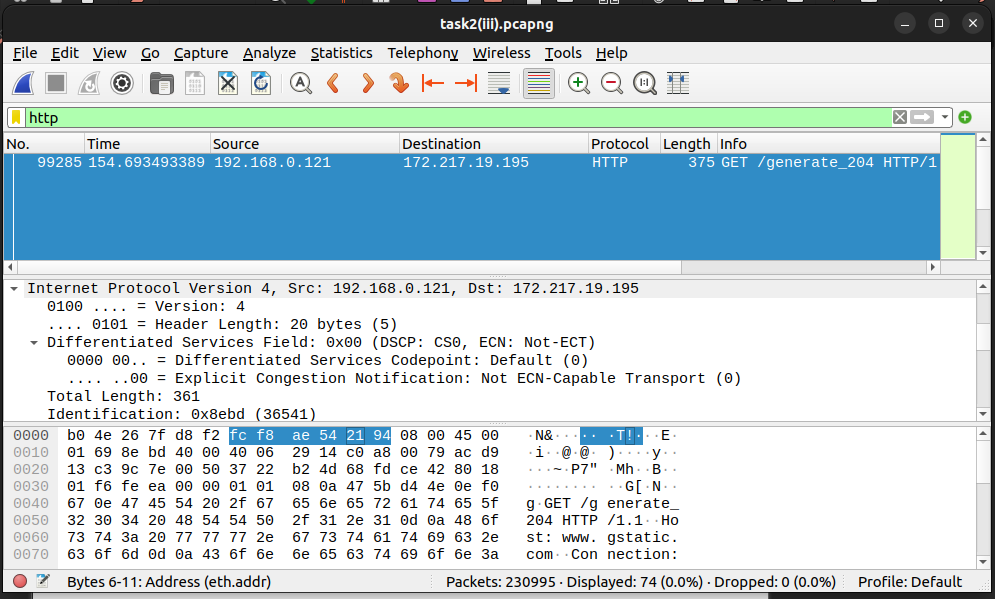 task2(iii).pcapng
File Edit View Go Capture Analyze Statistics Telephony Wireless Tools Help
http
No. Time Source Destination Protocol Length Info
99285 154.693493389 192.168.0.121 172.217.19.195 HTTP 375 GET /generate_204 HTTP/1
Internet Protocol Version 4, Src: 192.168.0.121, Dst: 172.217.19.195
0100 .... = Version: 4
.... 0101 = Header Length: 20 bytes (5)
Differentiated Services Field: 0x00 (DSCP: CS0, ECN: Not-ECT)
0000 00.. = Differentiated Services Codepoint: Default (0)
.... ..00 = Explicit Congestion Notification: Not ECN-Capable Transport (0)
Total Length: 361
Identification: 0x8ebd (36541)
0000 b0 4e 26 7f d8 f2 fc f8 ae 54 21 94 08 00 45 00 ·N&····· ·T!···E·
0010 01 69 8e bd 40 00 40 06 29 14 c0 a8 00 79 ac d9 ·i··@·@· )····y··
0020 13 c3 9c 7e 00 50 37 22 b2 4d 68 fd ce 42 80 18 ···~·P7" ·Mh··B··
0030 01 f6 fe ea 00 00 01 01 08 0a 47 5b d4 4e 0e f0 ········ ··G[·N··
0040 67 0e 47 45 54 20 2f 67 65 6e 65 72 61 74 65 5f g·GET /g enerate_
0050 32 30 34 20 48 54 54 50 2f 31 2e 31 0d 0a 48 6f 204 HTTP /1.1··Ho
0060 73 74 3a 20 77 77 77 2e 67 73 74 61 74 69 63 2e st: www. gstatic.
0070 63 6f 6d 0d 0a 43 6f 6e 6e 65 63 74 69 6f 6e 3a com··Con nection:
Bytes 6-11: Address (eth.addr) Packets: 230995 · Displayed: 74 (0.0%) · Dropped: 0 (0.0%) Profile: Default